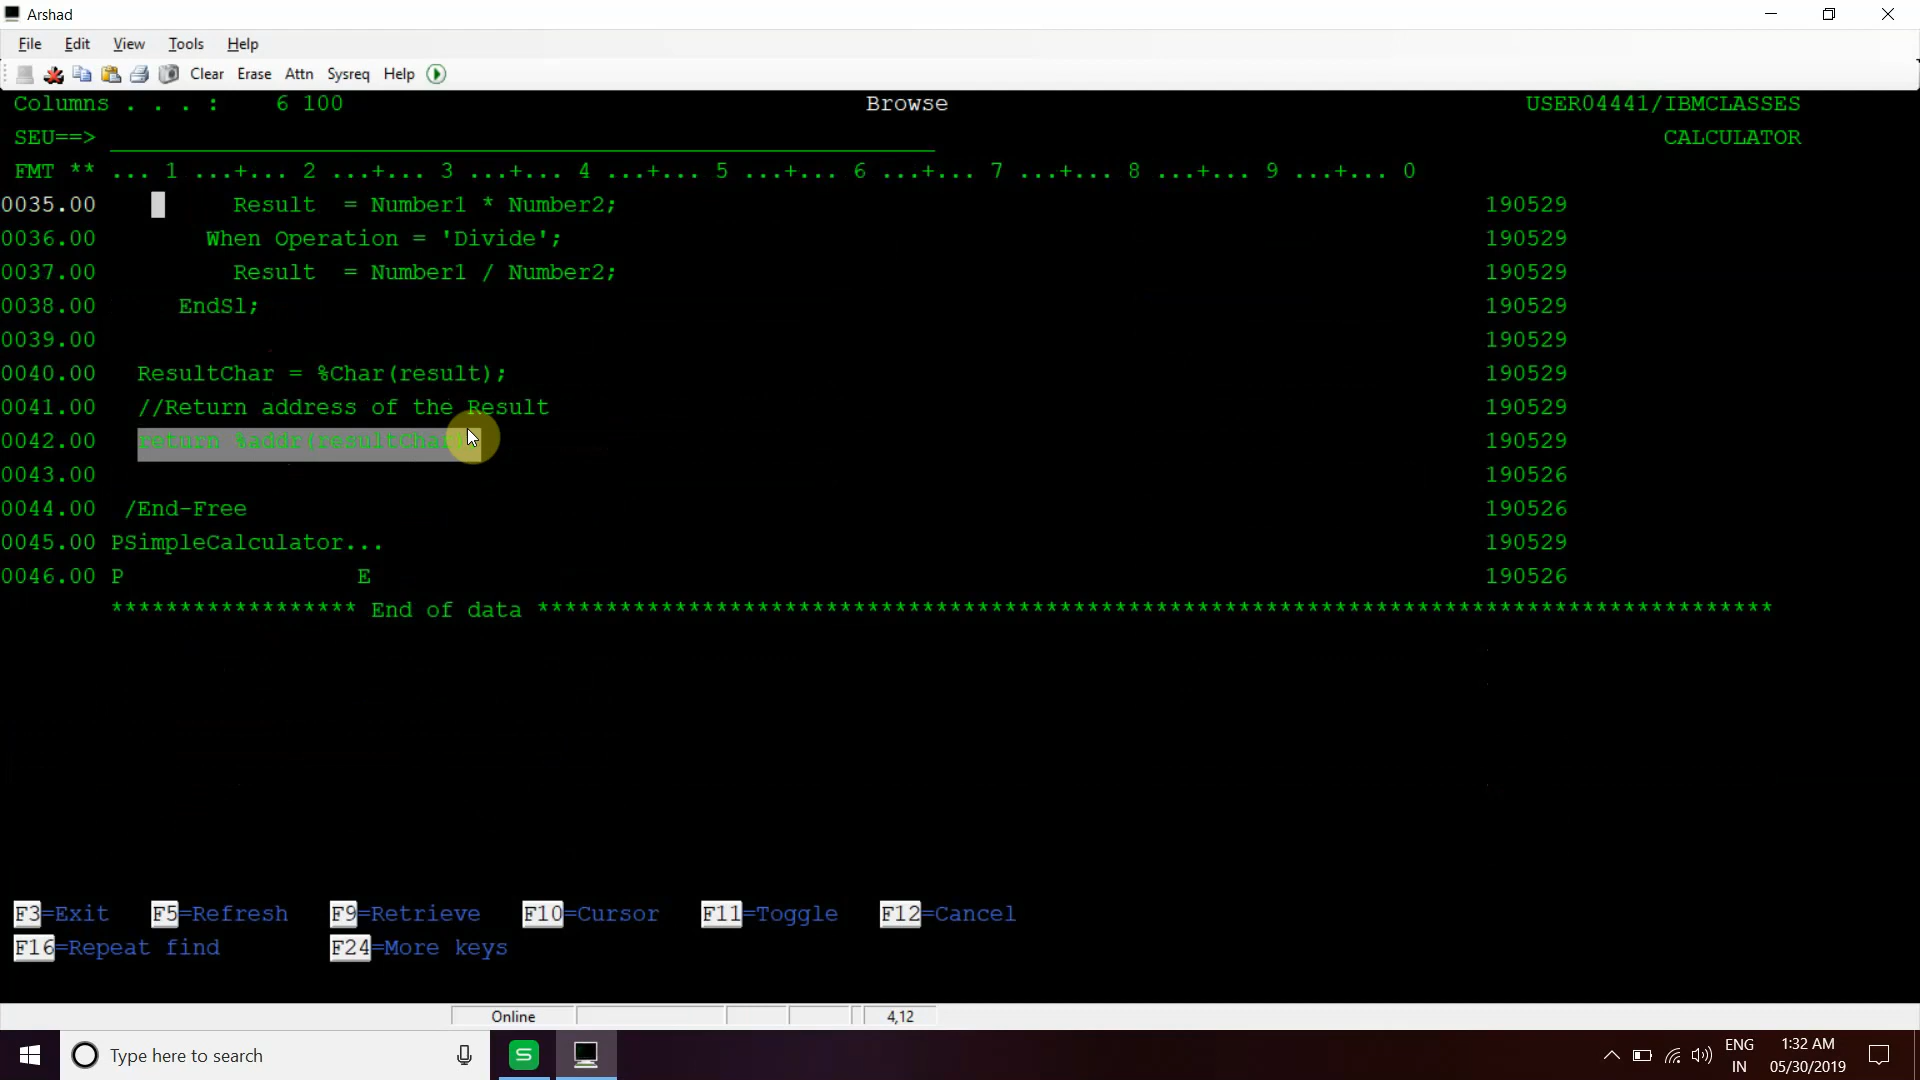 Arshad
File Edit View Tools Help
Clear Erase Attn Sysreq Help
Columns . . . : 6 100 Browse USER04441/IBMCLASSES
SEU==> CALCULATOR
FMT ** ... 1 ...+... 2 ...+... 3 ...+... 4 ...+... 5 ...+... 6 ...+... 7 ...+... 8 ...+... 9 ...+... 0
0035.00 Result = Number1 * Number2; 190529
0036.00 When Operation = 'Divide'; 190529
0037.00 Result = Number1 / Number2; 190529
0038.00 EndSl; 190529
0039.00 190529
0040.00 ResultChar = %Char(result); 190529
0041.00 //Return address of the Result 190529
0042.00 return %addr(resultChar 190529
0043.00 190526
0044.00 /End-Free 190526
0045.00 PSimpleCalculator... 190529
0046.00 P E 190526
****************** End of data ******************************************************************************************
F3=Exit F5=Refresh F9=Retrieve F10=Cursor F11=Toggle F12=Cancel
F16=Repeat find F24=More keys
Online 4,12
Type here to search
S
ENG
IN
1:32 AM
05/30/2019